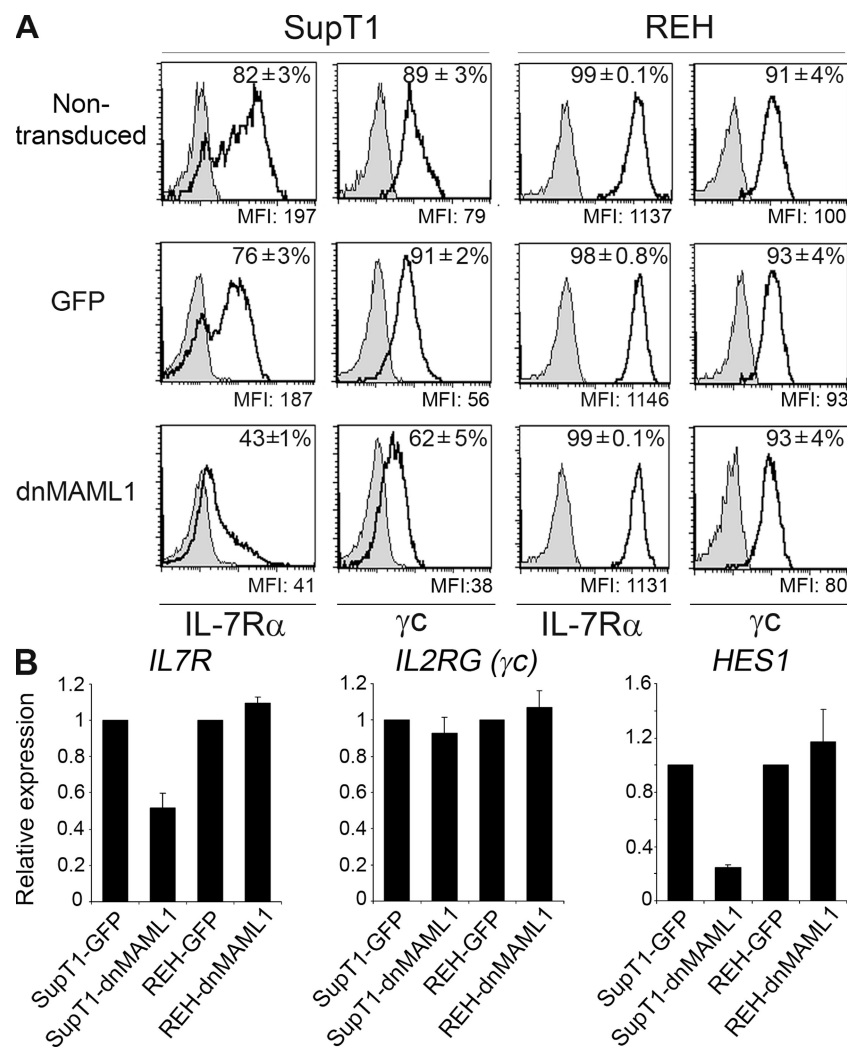 A
SupT1 REH
Non-
transduced
82±3% 89±3% 99±0.1% 91±4%
MFI: 197 MFI: 79 MFI: 1137 MFI: 100
GFP
76±3% 91±2% 98±0.8% 93±4%
MFI: 187 MFI: 56 MFI: 1146 MFI: 93
dnMAML1
43±1% 62±5% 99±0.1% 93±4%
MFI: 41 MFI:38 MFI: 1131 MFI: 80
IL-7Rα γc IL-7Rα γc
B
IL7R IL2RG (γc) HES1
Relative expression
1.2 1.2 1.6
1 1 1.2
0.8 0.8 0.8
0.6 0.6
0.4 0.4 0.4
0.2 0.2
0 0 0
SupT1-GFP SupT1-dnMAML1 REH-GFP REH-dnMAML1
SupT1-GFP SupT1-dnMAML1 REH-GFP REH-dnMAML1
SupT1-GFP SupT1-dnMAML1 REH-GFP REH-dnMAML1